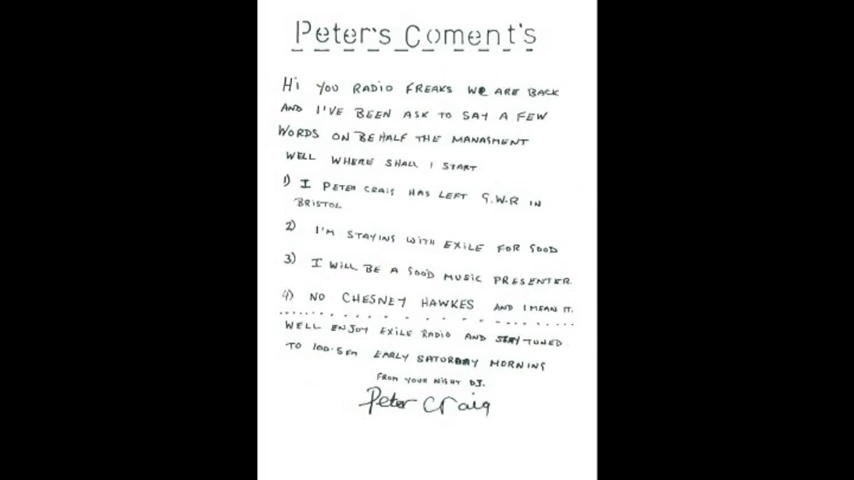 Peter's Coment's
Hi YOU RADIO FREAKS WE ARE BACK
AND I'VE BEEN ASK TO SAY A FEW
WORDS ON BEHALF THE MANASMENT
WELL WHERE SHALL I START
1) I PETER CRAIG HAS LEFT G.W.R IN
BRISTOL
2) I'M STAYING WITH EXILE FOR GOOD
3) I WILL BE A GOOD MUSIC PRESENTER.
4) NO CHESNEY HAWKES AND I MEAN IT.
WELL ENJOY EXILE RADIO AND STAY TUNED
TO 100.5FM EARLY SATURDAY MORNING
FROM YOUR NIGHT DJ.
Peter Craig